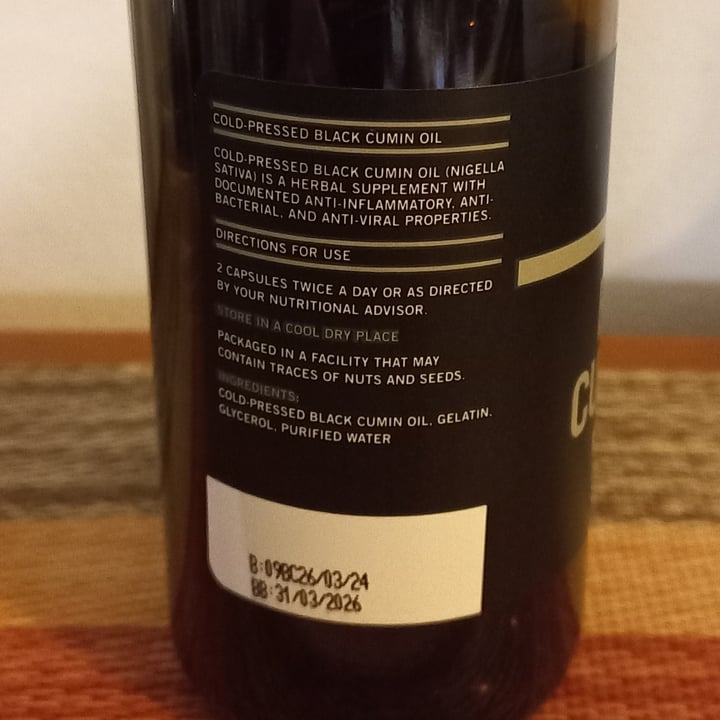 COLD-PRESSED BLACK CUMIN OIL
COLD-PRESSED BLACK CUMIN OIL (NIGELLA
SATIVA) IS A HERBAL SUPPLEMENT WITH
DOCUMENTED ANTI-INFLAMMATORY, ANTI-
BACTERIAL, AND ANTI-VIRAL PROPERTIES.
DIRECTIONS FOR USE
2 CAPSULES TWICE A DAY OR AS DIRECTED
BY YOUR NUTRITIONAL ADVISOR.
STORE IN A COOL DRY PLACE
PACKAGED IN A FACILITY THAT MAY
CONTAIN TRACES OF NUTS AND SEEDS.
INGREDIENTS:
COLD-PRESSED BLACK CUMIN OIL, GELATIN,
GLYCEROL, PURIFIED WATER
B:09BC26/03/24
BB:31/03/2026